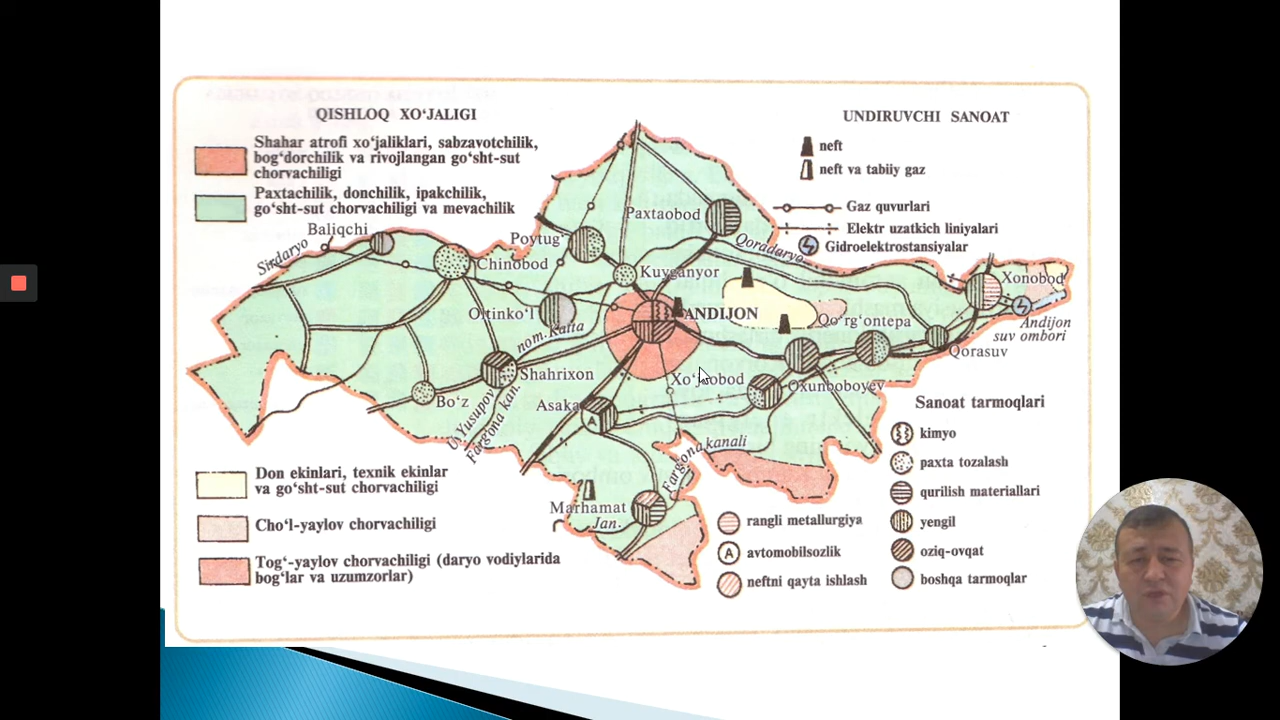 QISHLOQ XO‘JALIGI
Shahar atrofi xo‘jaliklari, sabzavotchilik,
bog‘dorchilik va rivojlangan go‘sht-sut
chorvachiligi
Paxtachilik, donchilik, ipakchilik,
go‘sht-sut chorvachiligi va mevachilik
UNDIRUVCHI SANOAT
neft
neft va tabiiy gaz
Gaz quvurlari
Elektr uzatkich liniyalari
Gidroelektrostansiyalar
Baliqchi
Sirdaryo
Chinobod
Poytug‘
Paxtaobod
Qoradaryo
Kuyganyor
Oltinko‘l
ANDIJON
Qo‘rg‘ontepa
Xonobod
Andijon
suv ombori
Qorasuv
nom. Katta
Shahrixon
Bo‘z
U. Yusupov
Farg‘ona kan.
Asaka
A
Oxunboboyev
Farg‘ona kanali
Marhamat
Jan.
Don ekinlari, texnik ekinlar
va go‘sht-sut chorvachiligi
Cho‘l-yaylov chorvachiligi
Tog‘-yaylov chorvachiligi (daryo vodiylarida
bog‘lar va uzumzorlar)
rangli metallurgiya
A avtomobilsozlik
neftni qayta ishlash
Sanoat tarmoqlari
kimyo
paxta tozalash
qurilish materiallari
yengil
oziq-ovqat
boshqa tarmoqlar